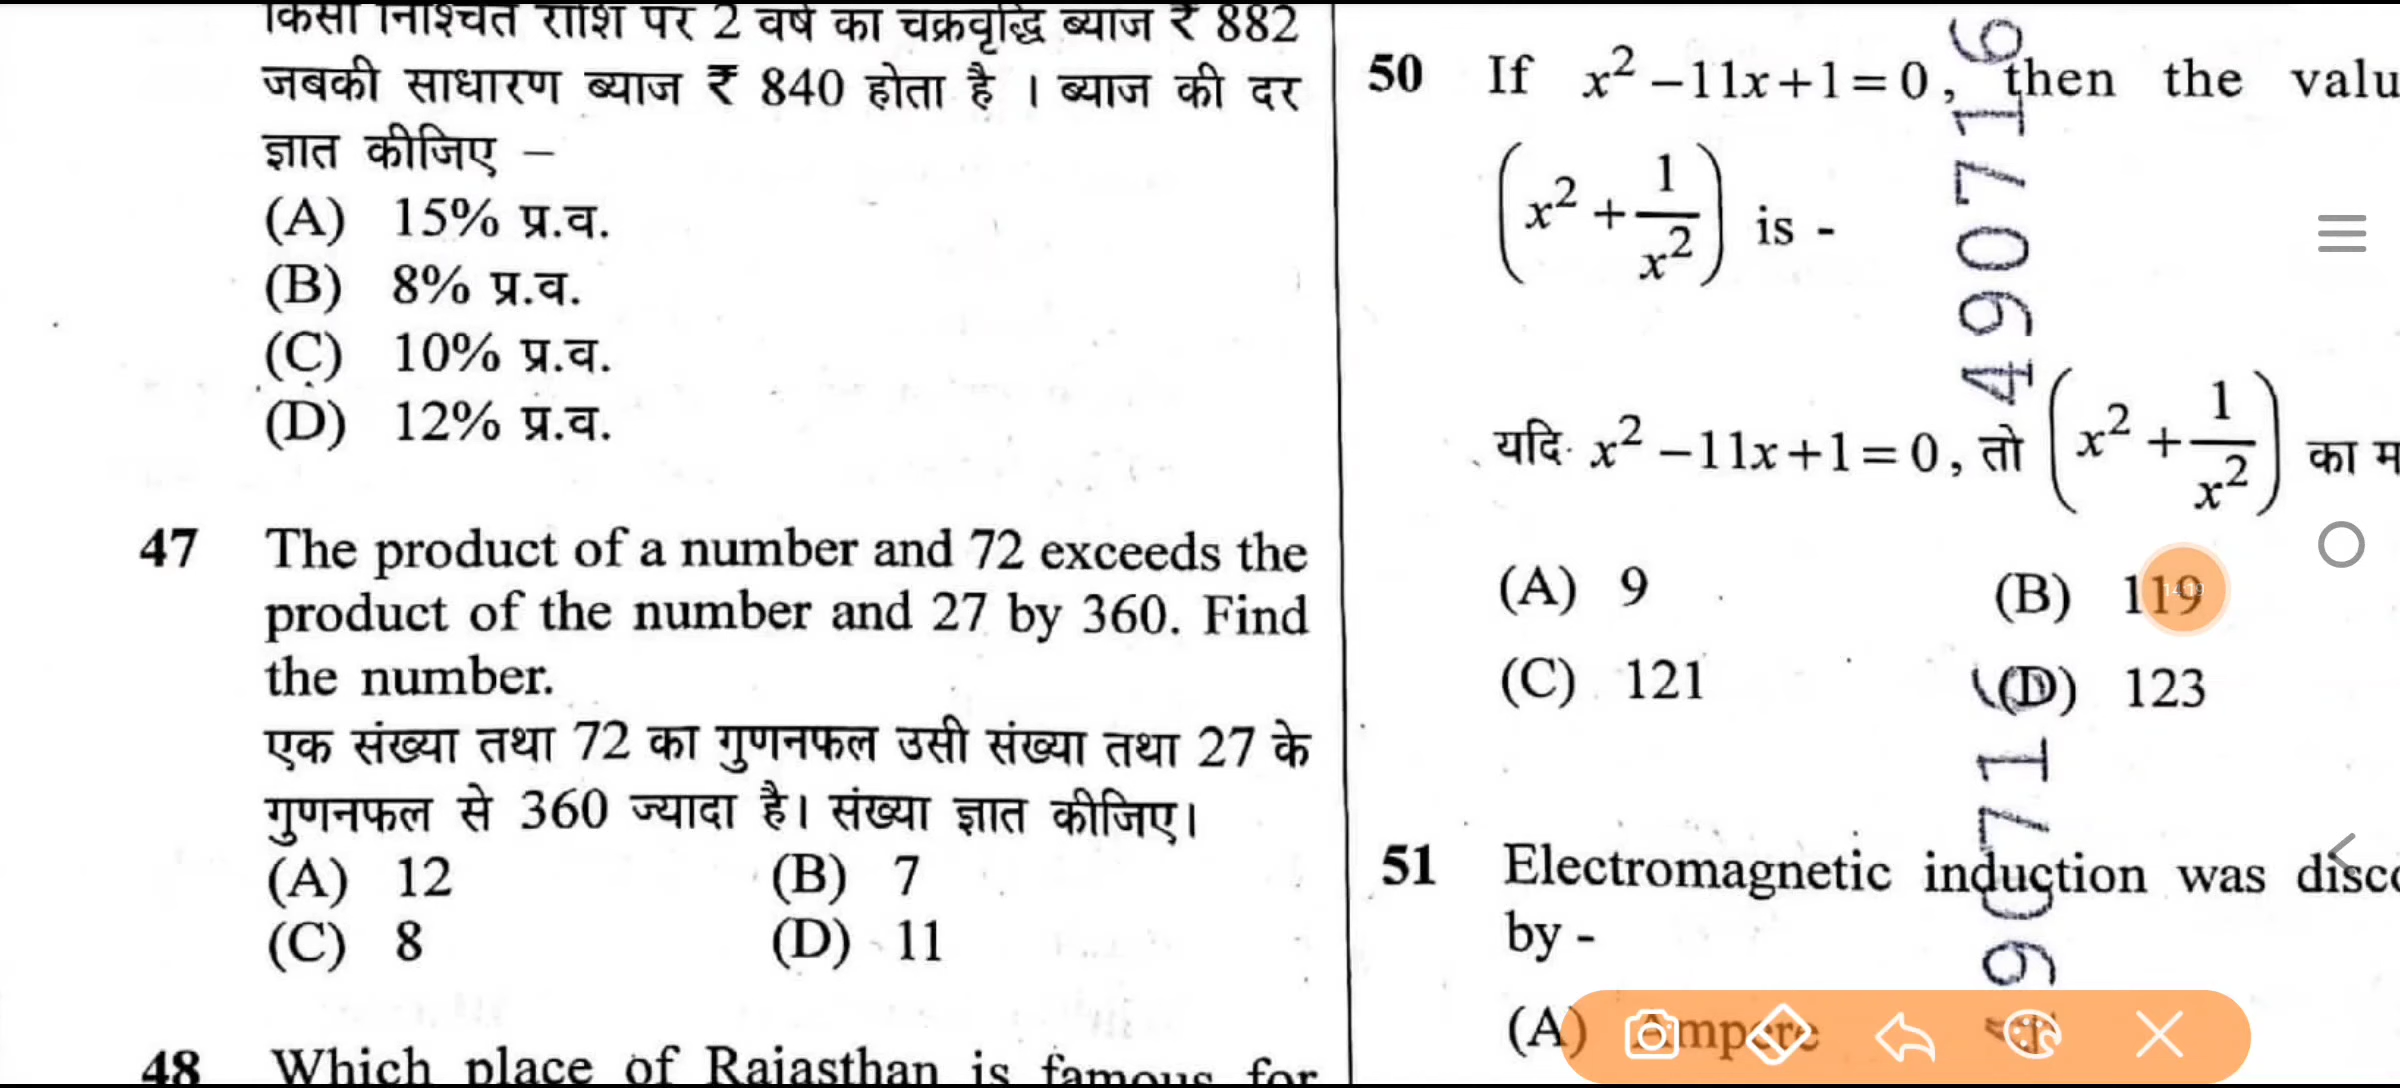 किसी निश्चित राशि पर 2 वर्ष का चक्रवृद्धि ब्याज ₹ 882
जबकी साधारण ब्याज ₹ 840 होता है । ब्याज की दर
ज्ञात कीजिए –
(A) 15% प्र.व.
(B) 8% प्र.व.
(C) 10% प्र.व.
(D) 12% प्र.व.
47 The product of a number and 72 exceeds the
product of the number and 27 by 360. Find
the number.
एक संख्या तथा 72 का गुणनफल उसी संख्या तथा 27 के
गुणनफल से 360 ज्यादा है। संख्या ज्ञात कीजिए।
(A) 12 (B) 7
(C) 8 (D) 11
48 Which place of Rajasthan is famous for
50 If x² – 11x + 1 = 0, then the valu
(x² + 1/x²) is -
यदि x² – 11x + 1 = 0, तो (x² + 1/x²) का म
(A) 9 (B) 119
(C) 121 (D) 123
51 Electromagnetic induction was disco
by -
(A) Ampere
490716